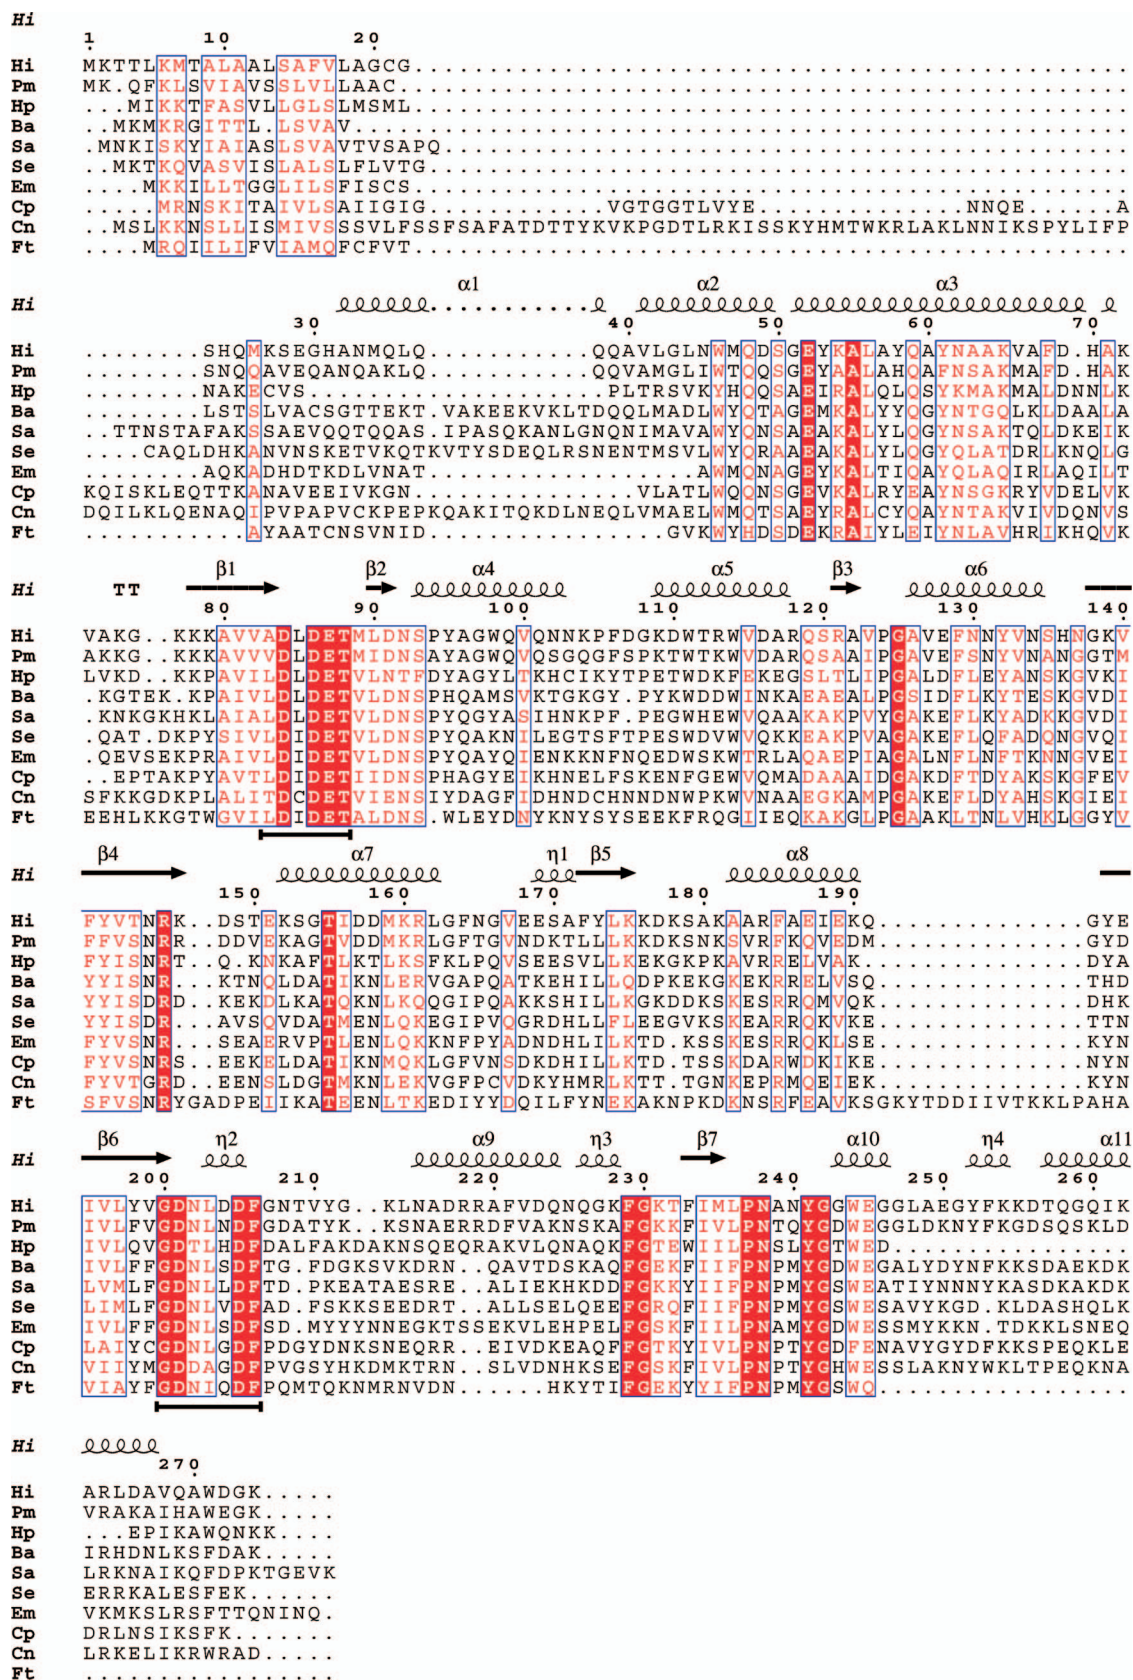 Hi
1 10 20
Hi MKTTLKMTALAALSAFVLAGCG................................................
Pm MK.QFKLSVIAVSSLVLLAAC.................................................
Hp ...MIKKTFASVLLGLSLMSML................................................
Ba ..MKMKRGITTL.LSVAV....................................................
Sa .MNKISKYIAIASLSVAVTVSAPQ..............................................
Se ..MKTKQVASVISLALSLFLVTG...............................................
Em ....MKKILLTGGLILSFISCS................................................
Cp .....MRNSKITAIVLSAIIGIG............VGTGGTLVYE..............NNQE......A
Cn .MSLKKNSLLISMIVSSSVLFSSFSAFATDTTYKVKPGDTLRKISSKYHMTWKRLAKLNNIKSPYLIFP
Ft ....MRQIILIFVIAMQFCFVT................................................
α1 α2 α3
Hi
30 40 50 60 70
Hi ........SHQMKSEGHANMQLQ..........QQAVLGLNWMQDSGEYKALAYQAYNAAKVAFD.HAK
Pm ........SNQQAVEQANQAKLQ..........QQVAMGLIWTQQSGEYAALAHQAFNSAKMAFD.HAK
Hp ........NAKECVS....................PLTRSVKYHQQSAEIRALQLQSYKMAKMALDNNLK
Ba ........LSTSLVACSGTTEKT.VAKEEKVKLTDQQLMADLWYQTAGEMKALYYQGYNTGQLKLDAALA
Sa ..TTNSTAFAKSSAEVQQTQQAS.IPASQKANLGNQNIMAVAWYQNSAEAKALYLQGYNSAKTQLDKEIK
Se ....CAQLDHKANVNSKETVKQTKVTYSDEQLRSNENTMSVLWYQRAAEKALYLQGYQLATDRLKNQLG
Em ........AQKADHDTKDLVNAT..................AWMQNAGEYKALTIQAYQLAQIRLAQILT
Cp KQISKLEQTTKANAVEEIVKGN...............VLATLWQQNSGEVKALRYEAYNSGKRYVDELVK
Cn DQILKLQENAQIPVPAPVCKPEPKQAKITQKDLNEQLVMAELWMQTSAEYRALCYQAYNTAKVIVDQNVS
Ft ...........AYAATCNSVNID.................GVKWYHDSDEKRAIYLEIYNLAVHRIKHQVK
TT β1 β2 α4 α5 β3 α6
Hi
80 90 100 110 120 130 140
Hi VAKG..KKKAVVVADLDETMLDNSPYAGWQVQNNKPFDGKDWTRWVDARQSRAVPGAVEFNNYVNSHNGKV
Pm AKKG..KKKAVVVDLDETMIDNSAYAGWQVQSGQGFSPKTWTKWVDARQSAAIPGAVEFSNYVNANGGTM
Hp LVKD..KKPAVILDLDETVLNTFDYAGYLTKHCIKYTPETWDKFEKEGSLTLIPGALDFLEYANSKGVKI
Ba .KGTEK.KPAIVLDLDETVLDNSPHQAMSVKTGKGY.PYKWDDWINKAEAEALPGSIDFLKYTESKGVDI
Sa .KNKGKHKLAIALDLDETVLDNSPYQGYASIHNKPF.PEGWHEWVQAAKAKPVYGAKEFLKYADKKGVDI
Se .QAT.DKPYSIVLDIDETVLDNSPYQAKNILEGTSFTPESWDVWVQKKEAKPVAGAKEFLQFADQNGVQI
Em .QEVSEKPRAIVLDIDETVLDNSPYQAYQIENKKNFNQEDWSKWTRLAQAEPIAGALNFLNFTKNNGVEI
Cp ..EPTAKPYAVTLDIDETIIDNSPHAGYEIKHNELFSKENFGEWVQMADAAAIDGAKDFTDYAKSKGFEV
Cn SFKKGDKPLALITDCDETVIENSIYDAGFIDHNDCHNNDNWPKWVNAAEGKAMPGAKEFLDYAHSKGIEI
Ft EEHLKKGTWGVILDIDETALDNS.WLEYDNYKNYSYSEEKFRQGIIEQKAKGLPGAAKLTNLVHKLGGYV
β4 α7 η1 β5 α8
Hi
150 160 170 180 190
Hi FYVTNRK..DSTEKSGTIDDMKRLGFNGVEESAFYLKKDKSAKAARFAEIEKQ..............GYE
Pm FFVSNRR..DDVEKAGTVDDMKRLGFTGVNDKTLLLKKDKSNKSVRFKQVEDM..............GYD
Hp FYISNRT..Q.KNKAFTLKTLKSFKLPQVSEESVLLKEKGKPKAVRRELVAK...............DYA
Ba YYISNR...KTNQLDATIKNLERVGAPQATKEHILLQDPKEKGKEKRRELVSQ..............THD
Sa YYISDRD..KEKDLKATQKNLKQQGIPQAKKSHILLKGKDDKSKESRRQMVQK..............DHK
Se YYISDR...AVSQVDATMENLQKEGIPVQGRDHLLFLEEGVKSKEARRQKVKE..............TTN
Em FYVSNR...SEAERVPTLENLQKKNFPYADNDHLILKTD.KSSKESRRQKLSE..............KYN
Cp FYVSNRS..EEKELDATIKNMQKLGFVNSDKDHILLKTD.TSSKDARWDKIKE..............NYN
Cn FYVTGRD..EENSLDGTMKNLEKVGFPCVDKYHMRLKTT.TGNKEPRMQEIEK..............KYN
Ft SFVSNRYGADPEIIKATEENLTKEDIYYDQILFYNEKAKNPKDKNSRFEAVKSGKYTDDIIVTKKLPAHA
β6 η2 α9 η3 β7 α10 η4 α11
Hi
200 210 220 230 240 250 260
Hi IVLYVGDNLDDFGNTVYG..KLNADRRAFVDQNQGKFGKTFIMLPNANYGGWEGGLAEGYFKKDTQGQIK
Pm IVLFVGDNLDDFGDATYK..KSNAERRDFVAKNSKAFGKKFIVLPNTQYGDWEGGLDKNYFKGDSQSKLD
Hp IVLQVGDTLHDFDALFAKDAKNSQEQRAKVLQNAQKFGTEWIILPNSLYGTWED................
Ba IVLFFGDNLSDFTG.FDGKSVKDRN..QAVTDSKAQFGEKFIIFPNPMYGDWEGALYDYNFKKSDAEKDK
Sa LVMLFGDNLLDFTD.PKEATAESRE..ALIEKHKDDFGKKYIIFPNPMYGSWEATIYNNNYKASDKAKDK
Se LIMLFGDNLVDFAD.FSKKSEEDRT..ALLSELQEEFGRQFIIFPNPMYGSWESAVYKGD.KLDASHQLK
Em IVLFFGDNLSDFSD.MYYYNNEGKTSSEKVLEHPELFGSKFIILPNAMYGDWESSMYKKN.TDKKLSNEQ
Cp LAIYCGDNLGDFPDGYDNKSNEQRR..EIVDKEAQFFGTKYIVLPNPTYGDFENAVYGYDFKKSPEQKLE
Cn VIIYMGDDAGDFPVGSYHKDMKTRN..SLVDNHKSEFGSKFIVLPNPTYGHWESSLAKNYWKLTPEQKNA
Ft VIAYFGDNIQDFPQMTQKNMRNVDN......HKYTIFGEKYYIFPNPMYGSWQ.................
Hi
270
Hi ARLDAVQAWDGK.....
Pm VRAKAIHAWEGK.....
Hp ...EPIKAWQNKK....
Ba IRHDNLKSFDAK.....
Sa LRKNAIKQFDPKTGEVK
Se ERRKALESFEK......
Em VKMKSLRSFTTQNINQ.
Cp DRLNSIKSFK.......
Cn LRKELIKRWRAD.....
Ft .................